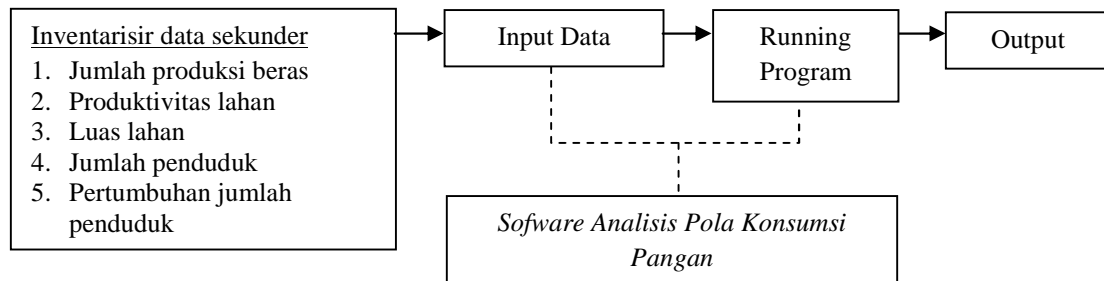 Inventarisir data sekunder
1. Jumlah produksi beras
2. Produktivitas lahan
3. Luas lahan
4. Jumlah penduduk
5. Pertumbuhan jumlah
penduduk
Input Data
Running
Program
Output
Sofware Analisis Pola Konsumsi
Pangan